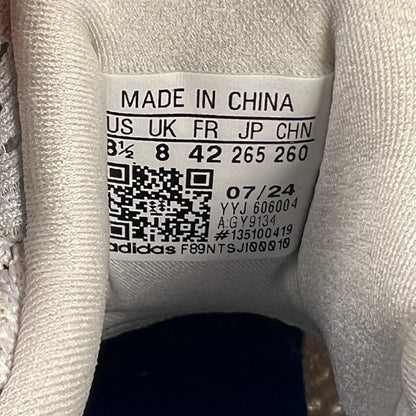 MADE IN CHINA
US UK FR JP CHN
8½ 8 42 265 260
07/24
YYJ 606004
A:GY9134
#135100419
adidas F89NTSJI00010